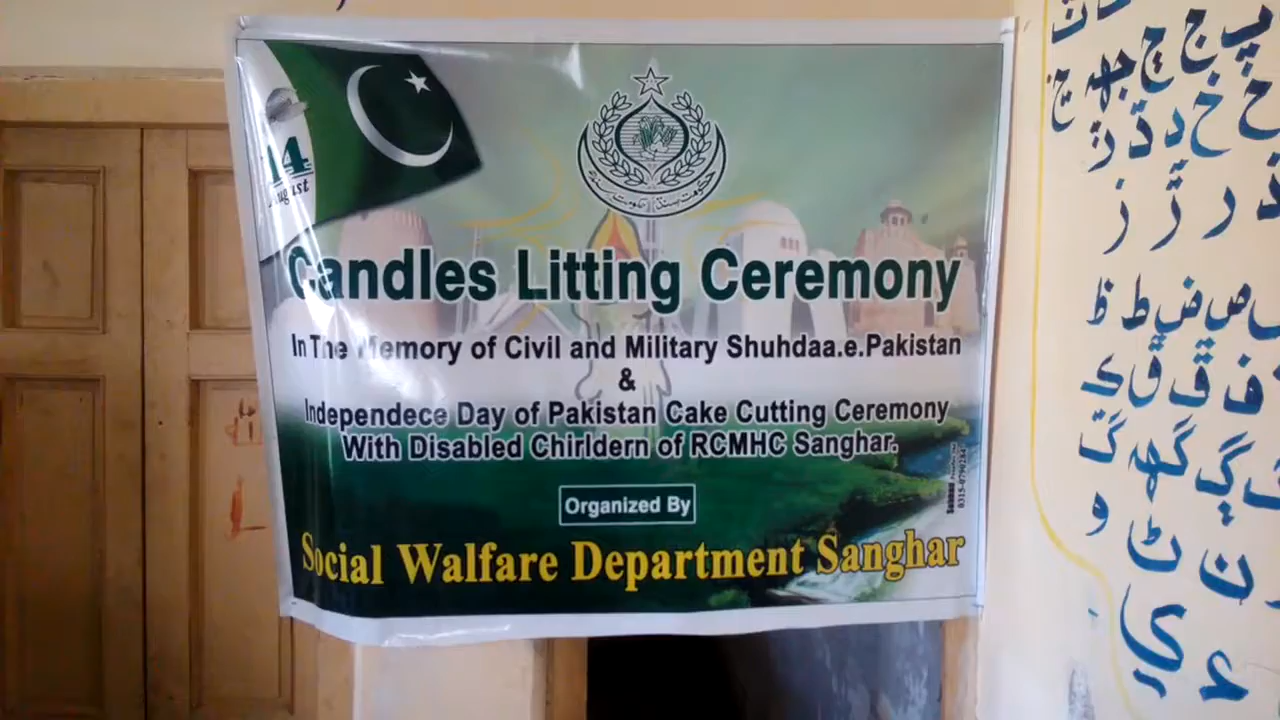 14
August
Candles Litting Ceremony
In The Memory of Civil and Military Shuhdaa.e.Pakistan
&
Independece Day of Pakistan Cake Cutting Ceremony
With Disabled Chirldern of RCMHC Sanghar.
Organized By
Social Walfare Department Sanghar
پ ج ڄ جھ ڃ
ح خ د
ر ڙ ز
ص ض ط ظ
ف ڦ ق ڪ
ڳ گھ ڱ
ن ڻ و
ء ي